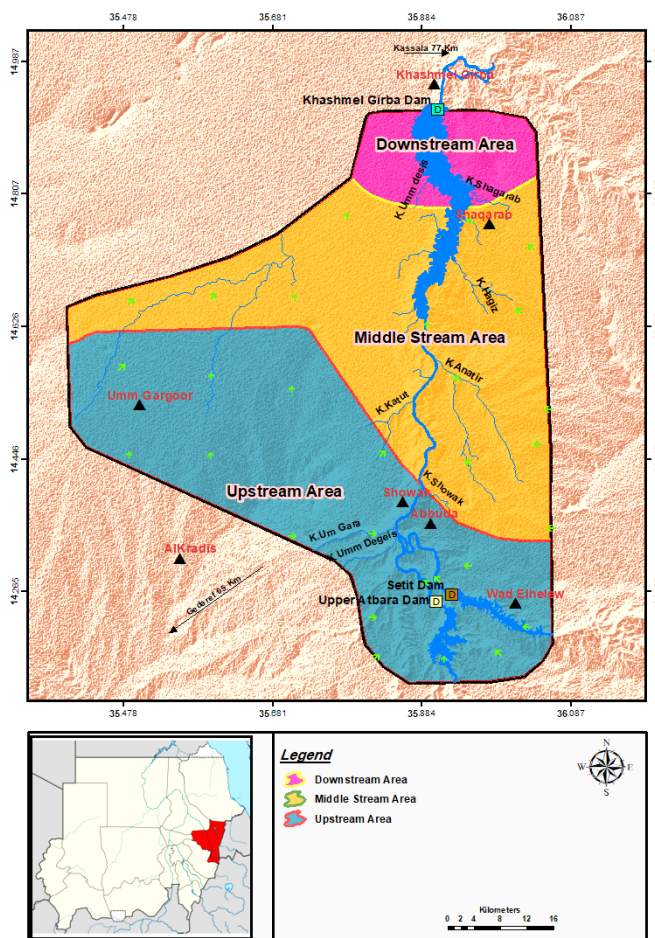 35.478 35.681 35.884 36.087
Kassala 77 Km
14.987
Khashmel Girba
Khashmel Girba Dam
Downstream Area
14.807
K.Umm desis
K.Shagarab
Shagarab
K.Hagiz
14.626
Middle Stream Area
K.Anatir
Umm Gargoor
K.Katut
14.446
K.Showak
Upstream Area
Showak
Abbuda
K.Um Gara
K.Umm Degeis
AlKradis
Setit Dam
14.265
Wad Elhelew
Upper Atbara Dam
Gedaref 65 Km
D
D
D
35.478 35.681 35.884 36.087
Legend
Downstream Area
Middle Stream Area
Upstream Area
N
W E
S
Kilometers
0 2 4 8 12 16